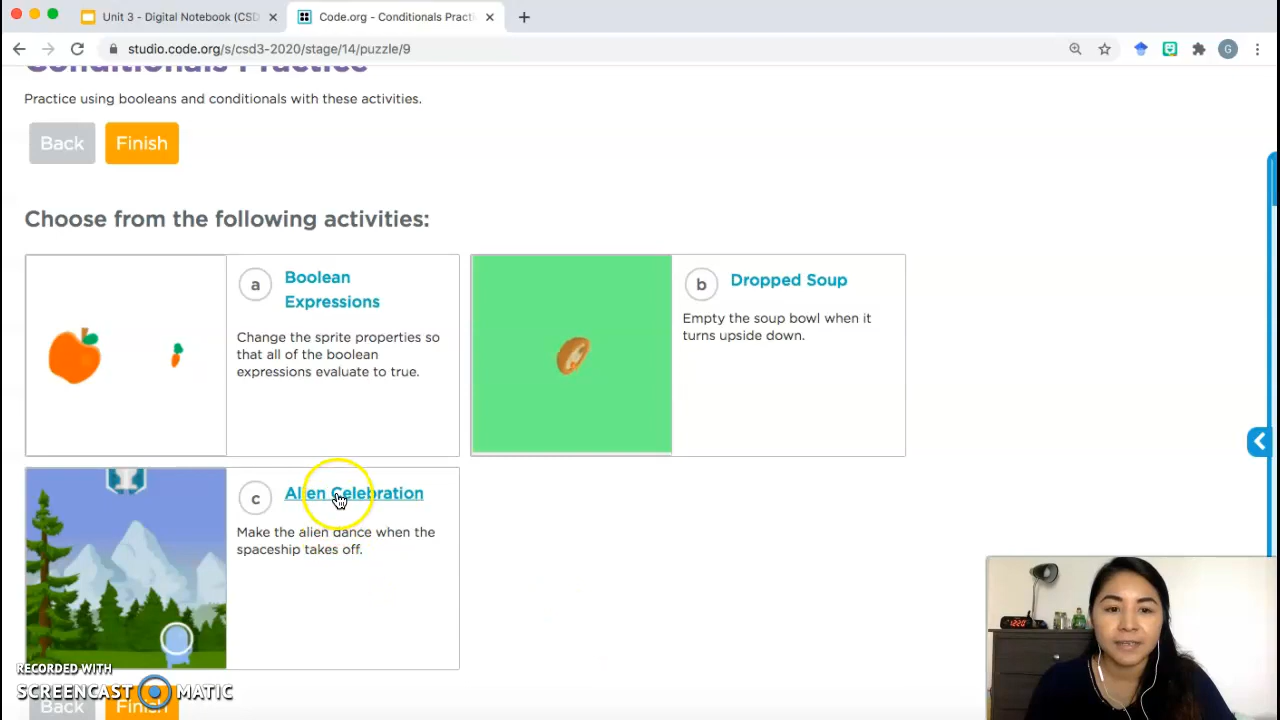 Unit 3 - Digital Notebook (CSD
Code.org - Conditionals Practi
studio.code.org/s/csd3-2020/stage/14/puzzle/9
G
Conditionals Practice
Practice using booleans and conditionals with these activities.
Back
Finish
Choose from the following activities:
a
Boolean
Expressions
Change the sprite properties so
that all of the boolean
expressions evaluate to true.
b
Dropped Soup
Empty the soup bowl when it
turns upside down.
c
Alien Celebration
Make the alien dance when the
spaceship takes off.
RECORDED WITH
SCREENCAST MATIC
Back
Finish